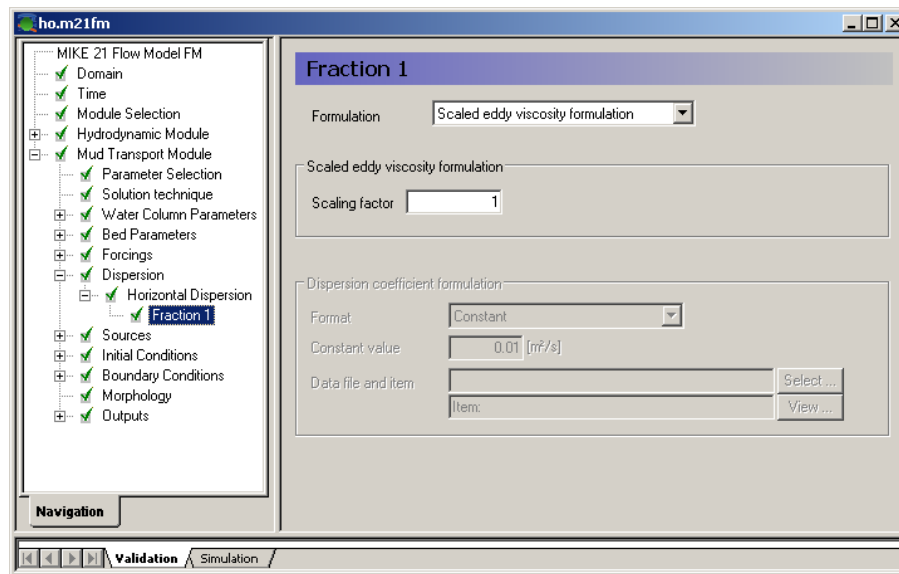 ho.m21fm
MIKE 21 Flow Model FM
Domain
Time
Module Selection
Hydrodynamic Module
Mud Transport Module
Parameter Selection
Solution technique
Water Column Parameters
Bed Parameters
Forcings
Dispersion
Horizontal Dispersion
Fraction 1
Sources
Initial Conditions
Boundary Conditions
Morphology
Outputs
Navigation
Fraction 1
Formulation Scaled eddy viscosity formulation
Scaled eddy viscosity formulation
Scaling factor 1
Dispersion coefficient formulation
Format Constant
Constant value 0.01 [m²/s]
Data file and item Select ...
Item: View ...
Validation Simulation